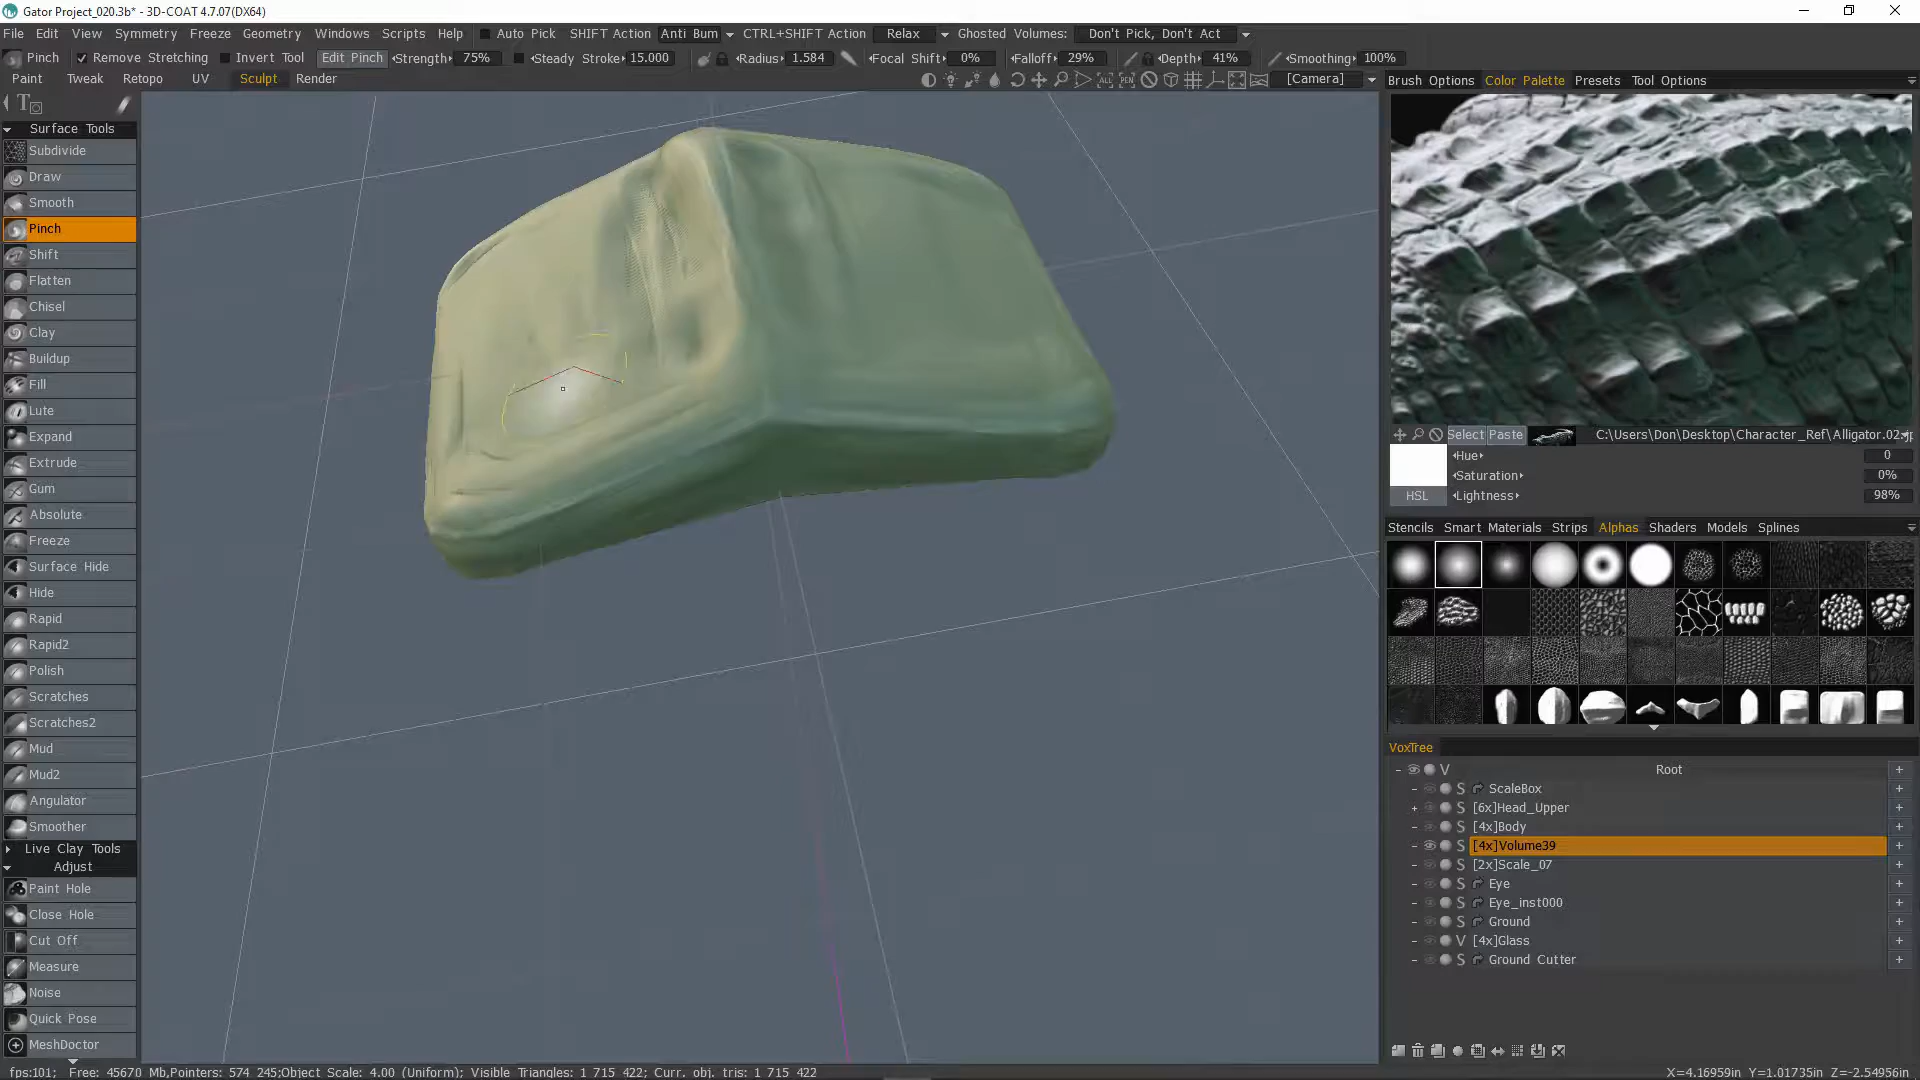 Gator Project_020.3b* - 3D-COAT 4.7.07(DX64)
File Edit View Symmetry Freeze Geometry Windows Scripts Help Auto Pick SHIFT Action Anti Bum CTRL+SHIFT Action Relax Ghosted Volumes: Don't Pick, Don't Act
Pinch Remove Stretching Invert Tool Edit Pinch Strength 75% Steady Stroke 15.000 Radius 1.584 Focal Shift 0% Falloff 29% Depth 41% Smoothing 100%
Paint Tweak Retopo UV Sculpt Render [Camera] Brush Options Color Palette Presets Tool Options
Surface Tools
Subdivide
Draw
Smooth
Pinch
Shift
Flatten
Chisel
Clay
Buildup
Fill
Lute
Expand
Extrude
Gum
Absolute
Freeze
Surface Hide
Hide
Rapid
Rapid2
Polish
Scratches
Scratches2
Mud
Mud2
Angulator
Smoother
Live Clay Tools
Adjust
Paint Hole
Close Hole
Cut Off
Measure
Noise
Quick Pose
MeshDoctor
Select Paste C:\Users\Don\Desktop\Character_Ref\Alligator.02
Hue 0
Saturation 0%
HSL Lightness 98%
Stencils Smart Materials Strips Alphas Shaders Models Splines
VoxTree
V Root
S ScaleBox
S [6x]Head_Upper
S [4x]Body
S [4x]Volume39
S [2x]Scale_07
S Eye
S Eye_inst000
S Ground
V [4x]Glass
S Ground Cutter
fps:101; Free: 45670 Mb,Pointers: 574 245;Object Scale: 4.00 (Uniform); Visible Triangles: 1 715 422; Curr. obj. tris: 1 715 422 X=4.16959in Y=1.01735in Z=-2.54956in